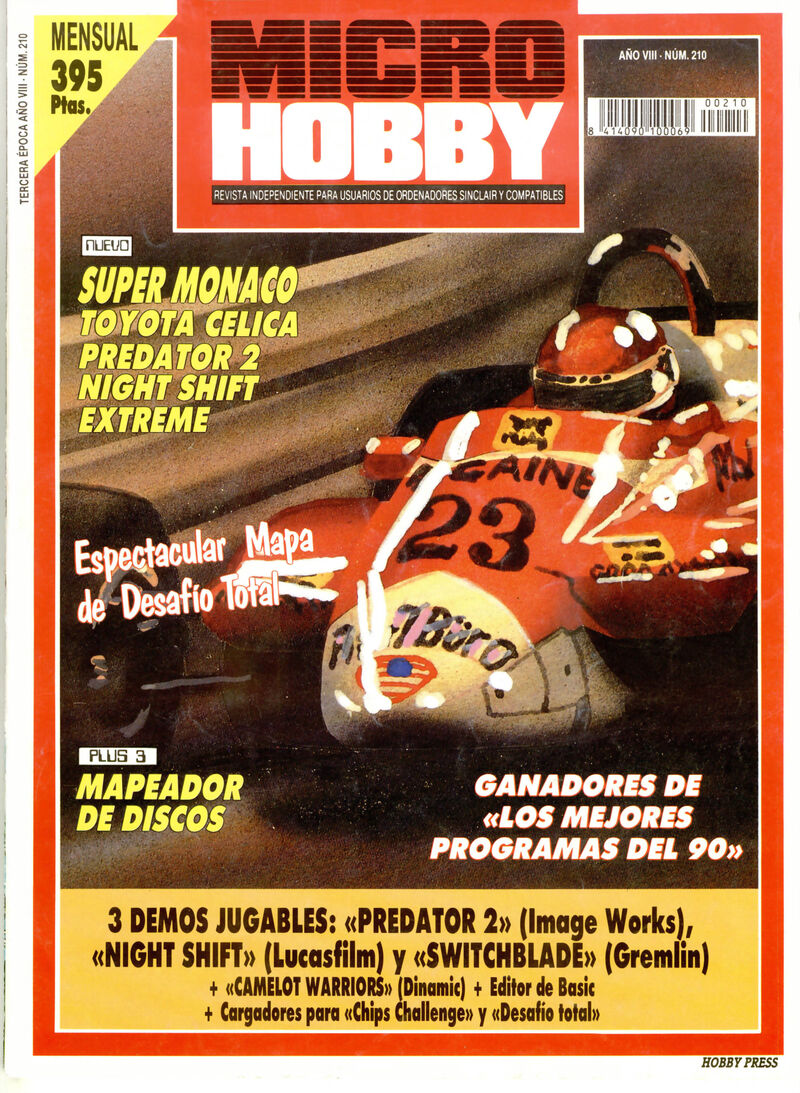 TERCERA ÉPOCA AÑO VIII - NÚM. 210
MENSUAL
395
Ptas.
MICRO
HOBBY
REVISTA INDEPENDIENTE PARA USUARIOS DE ORDENADORES SINCLAIR Y COMPATIBLES
AÑO VIII - NÚM. 210
00210
8 414090 100069
NUEVO
SUPER MONACO
TOYOTA CELICA
PREDATOR 2
NIGHT SHIFT
EXTREME
23
Espectacular Mapa
de Desafío Total
PLUS 3
MAPEADOR
DE DISCOS
GANADORES DE
«LOS MEJORES
PROGRAMAS DEL 90»
3 DEMOS JUGABLES: «PREDATOR 2» (Image Works),
«NIGHT SHIFT» (Lucasfilm) y «SWITCHBLADE» (Gremlin)
+ «CAMELOT WARRIORS» (Dinamic) + Editor de Basic
+ Cargadores para «Chips Challenge» y «Desafío total»
HOBBY PRESS